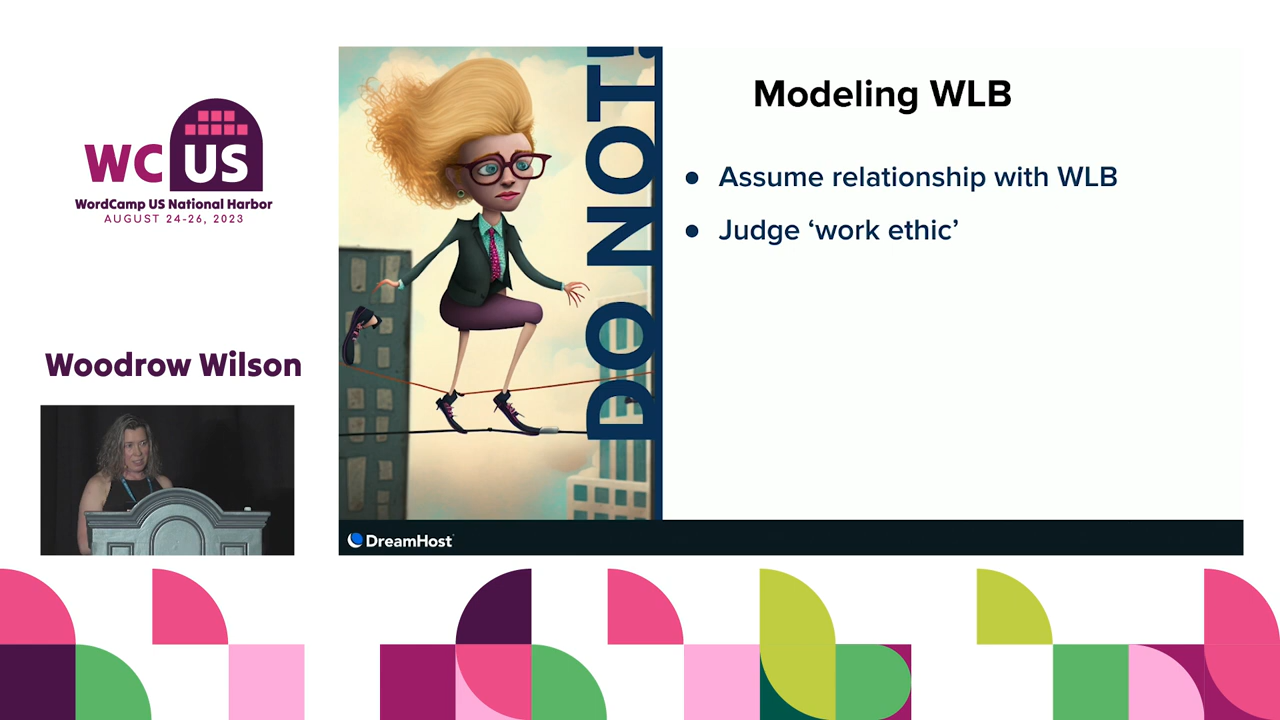 WC US
WordCamp US National Harbor
AUGUST 24-26, 2023
Woodrow Wilson
DO NOT!
Modeling WLB
• Assume relationship with WLB
• Judge ‘work ethic’
DreamHost